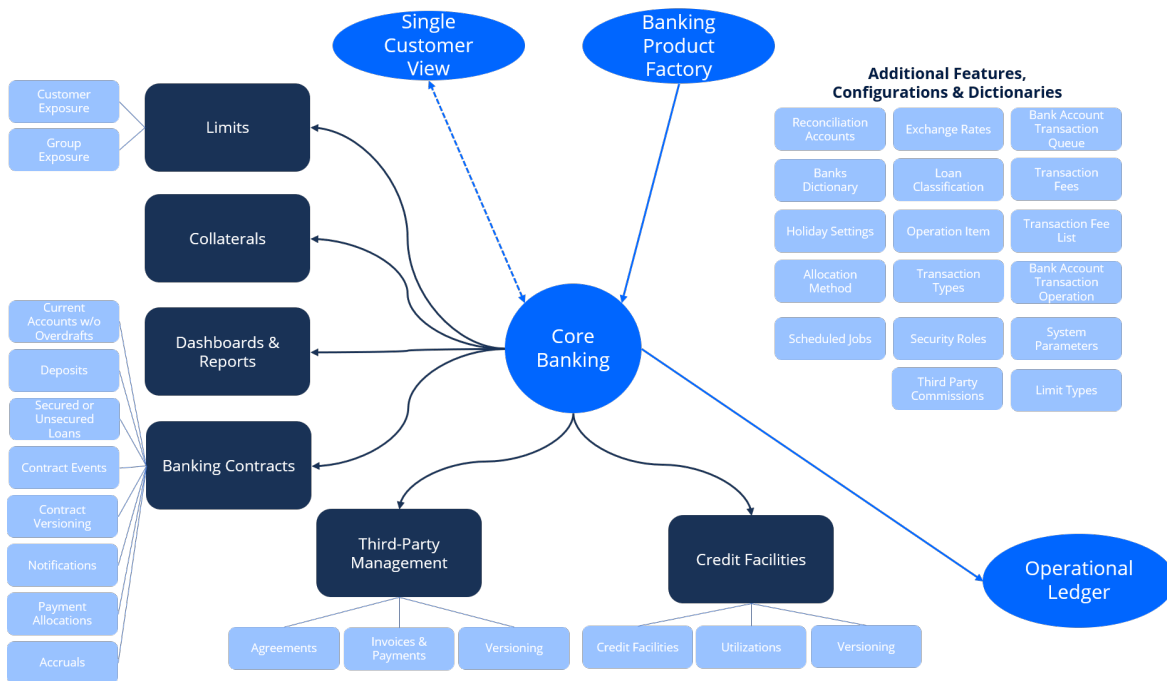 Single
Customer
View
Banking
Product
Factory
Additional Features,
Configurations & Dictionaries
Customer
Exposure
Group
Exposure
Limits
Collaterals
Dashboards &
Reports
Current
Accounts w/o
Overdrafts
Deposits
Secured or
Unsecured
Loans
Contract Events
Contract
Versioning
Notifications
Payment
Allocations
Accruals
Banking Contracts
Core
Banking
Reconciliation
Accounts
Exchange Rates
Bank Account
Transaction
Queue
Banks
Dictionary
Loan
Classification
Transaction
Fees
Holiday Settings
Operation Item
Transaction Fee
List
Allocation
Method
Transaction
Types
Bank Account
Transaction
Operation
Scheduled Jobs
Security Roles
System
Parameters
Third Party
Commissions
Limit Types
Third-Party
Management
Agreements
Invoices &
Payments
Versioning
Credit Facilities
Credit Facilities
Utilizations
Versioning
Operational
Ledger